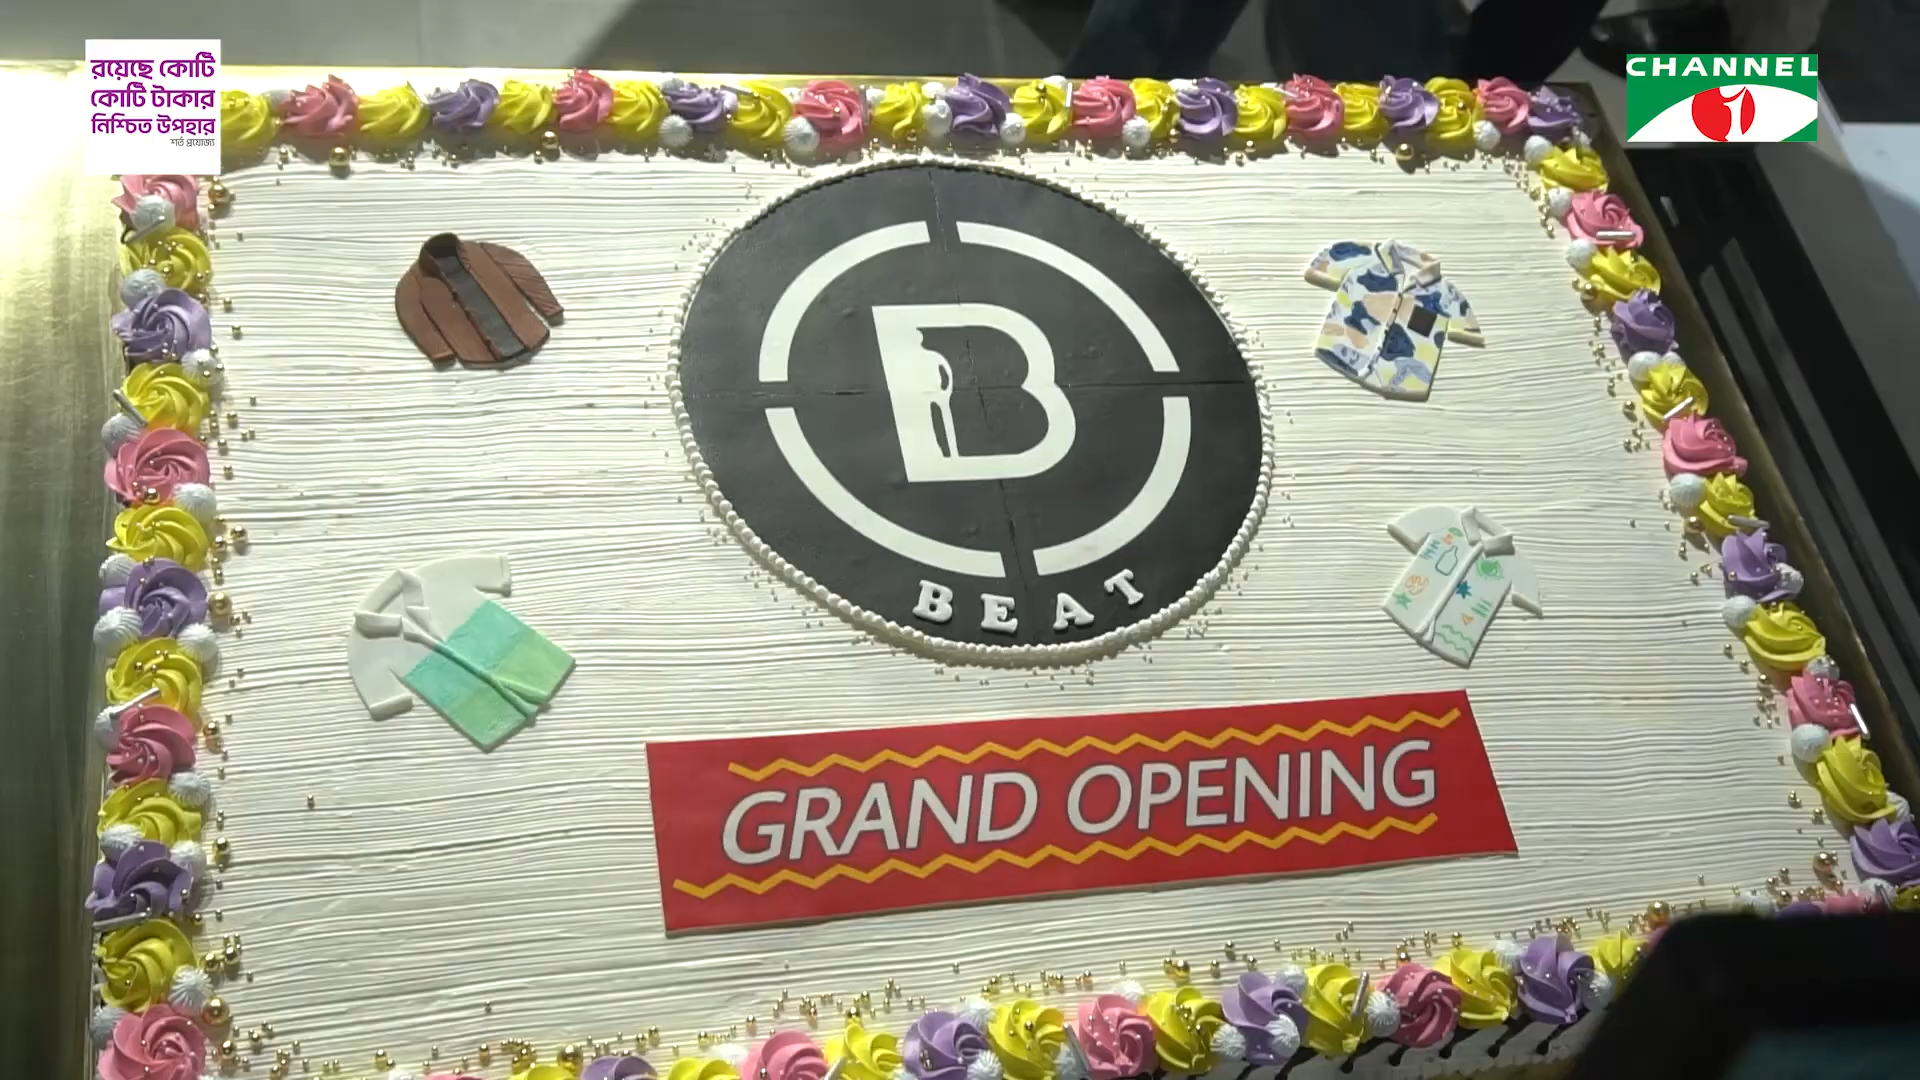 রয়েছে কোটি
কোটি টাকার
নিশ্চিত উপহার
শর্ত প্রযোজ্য
CHANNEL
i
B
BEAT
GRAND OPENING